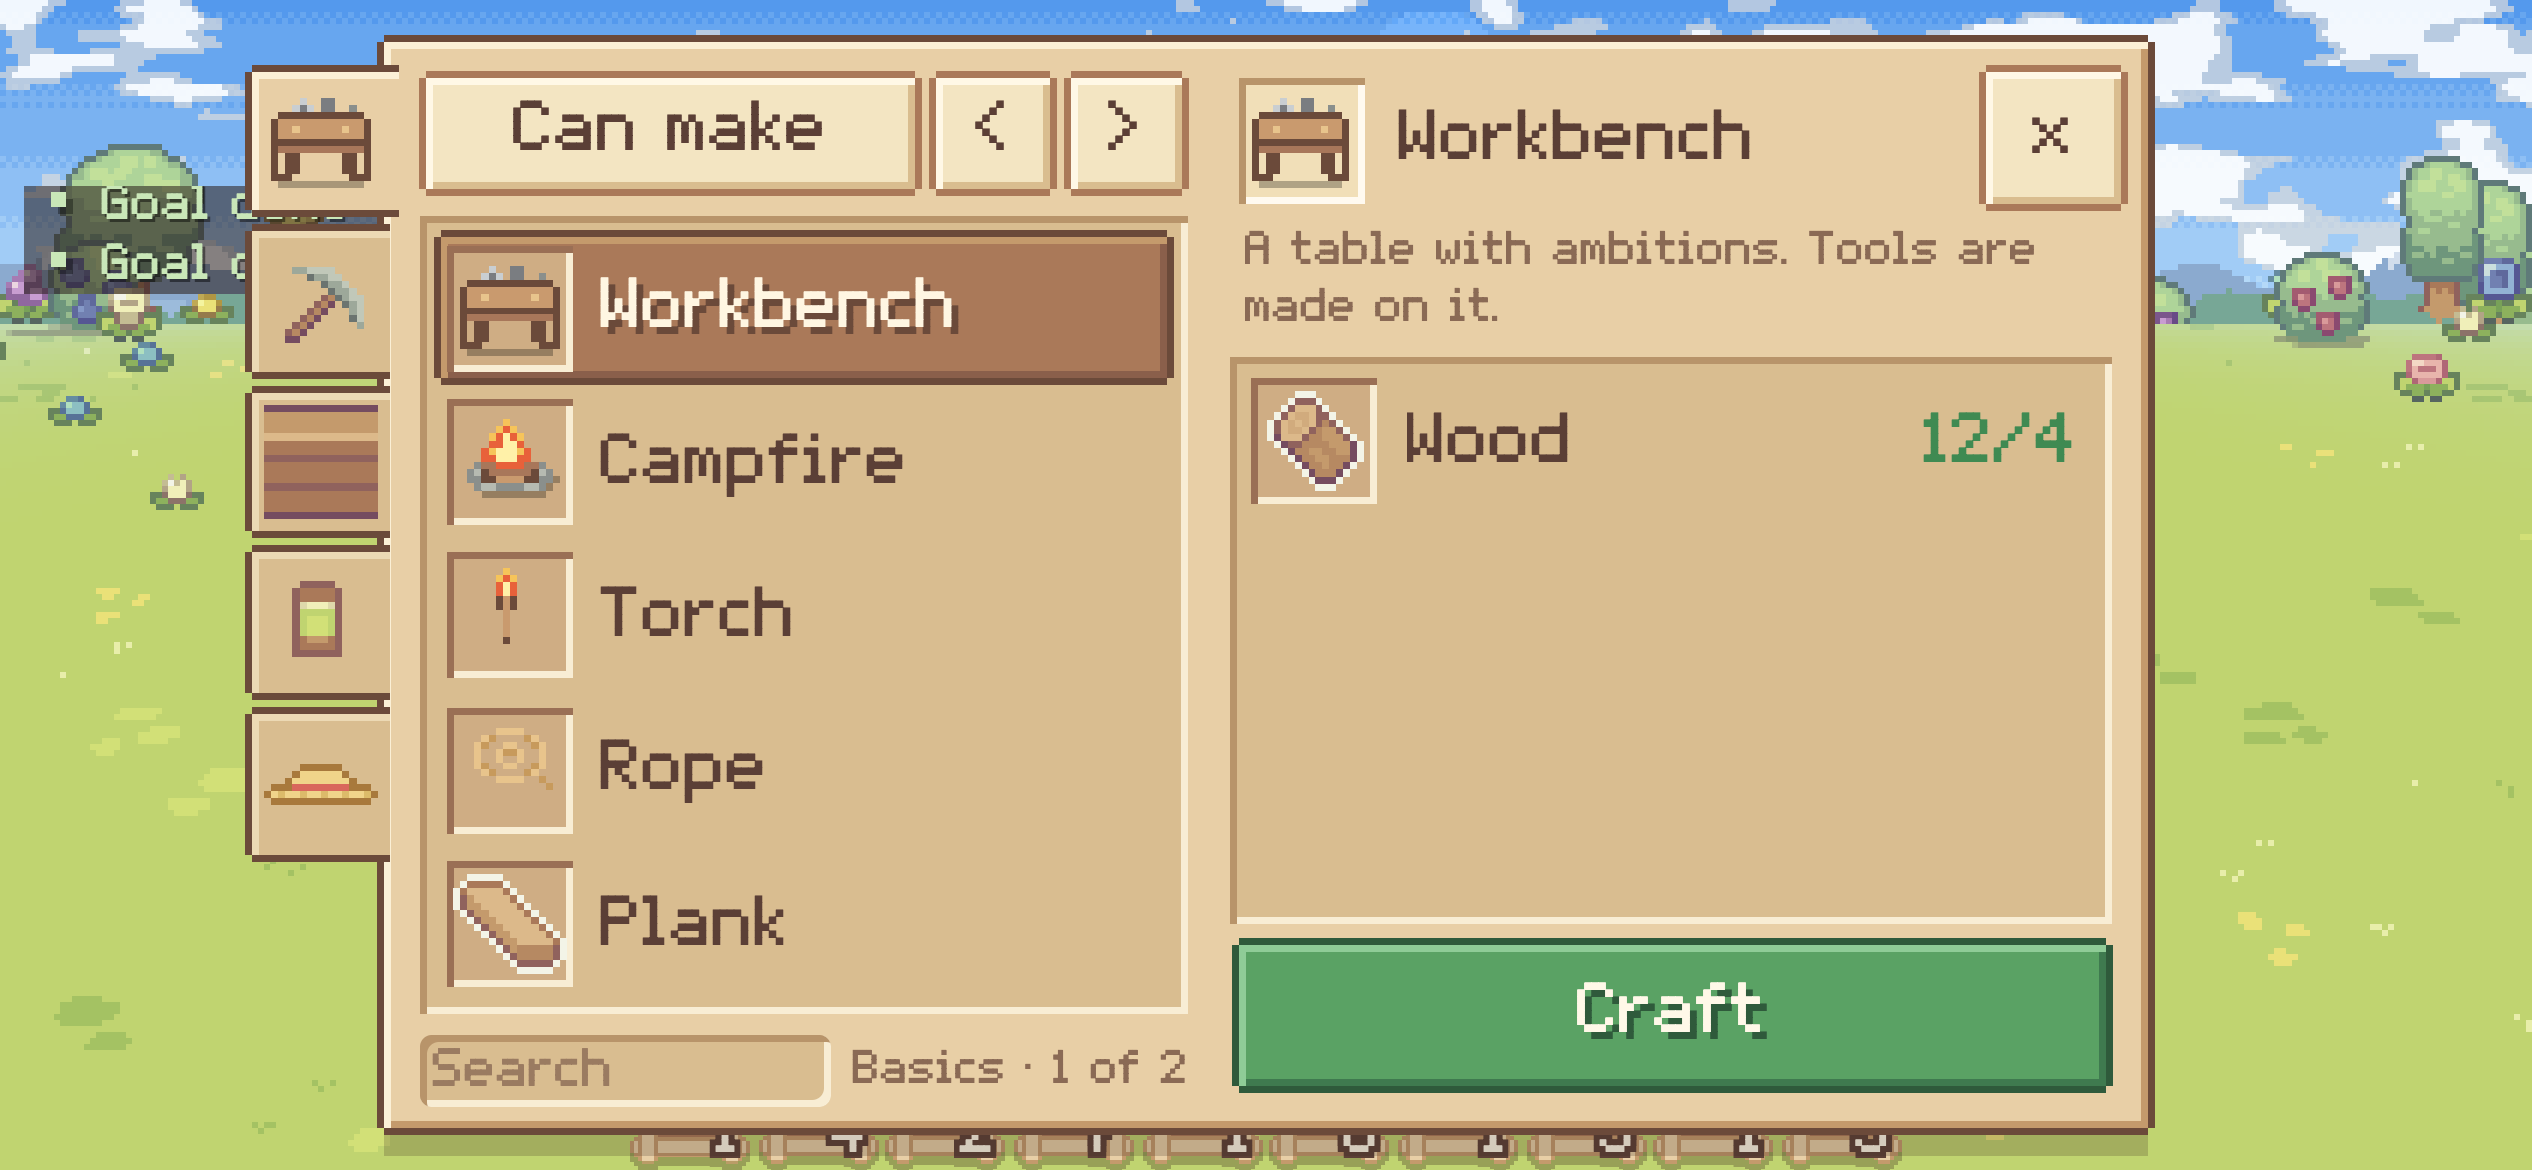 Can make
<
>
Workbench
x
Goal
Goal
A table with ambitions. Tools are
made on it.
Workbench
Wood
12/4
Campfire
Torch
Rope
Plank
Craft
Search
Basics · 1 of 2